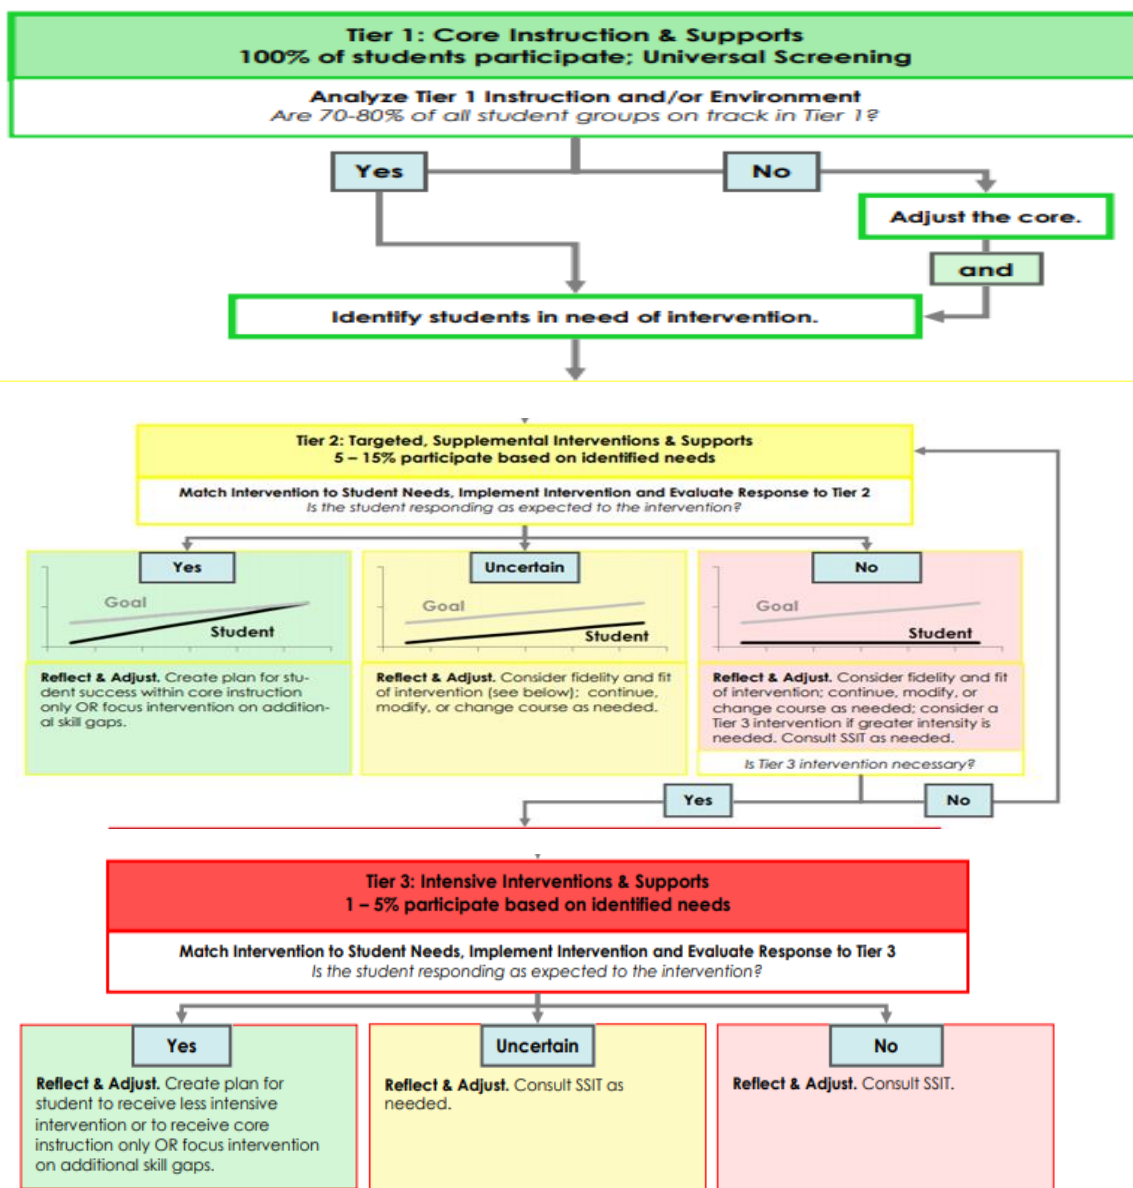 Tier 1: Core Instruction & Supports
100% of students participate; Universal Screening
Analyze Tier 1 Instruction and/or Environment
Are 70-80% of all student groups on track in Tier 1?
Yes
No
Adjust the core.
and
Identify students in need of intervention.
Tier 2: Targeted, Supplemental Interventions & Supports
5 – 15% participate based on identified needs
Match Intervention to Student Needs, Implement Intervention and Evaluate Response to Tier 2
Is the student responding as expected to the intervention?
Yes
Goal
Student
Reflect & Adjust. Create plan for stu-
dent success within core instruction
only OR focus intervention on addition-
al skill gaps.
Uncertain
Goal
Student
Reflect & Adjust. Consider fidelity and fit
of intervention (see below); continue,
modify, or change course as needed.
No
Goal
Student
Reflect & Adjust. Consider fidelity and fit
of intervention; continue, modify, or
change course as needed; consider a
Tier 3 intervention if greater intensity is
needed. Consult SSIT as needed.
Is Tier 3 intervention necessary?
Yes
No
Tier 3: Intensive Interventions & Supports
1 – 5% participate based on identified needs
Match Intervention to Student Needs, Implement Intervention and Evaluate Response to Tier 3
Is the student responding as expected to the intervention?
Yes
Reflect & Adjust. Create plan for
student to receive less intensive
intervention or to receive core
instruction only OR focus intervention
on additional skill gaps.
Uncertain
Reflect & Adjust. Consult SSIT as
needed.
No
Reflect & Adjust. Consult SSIT.